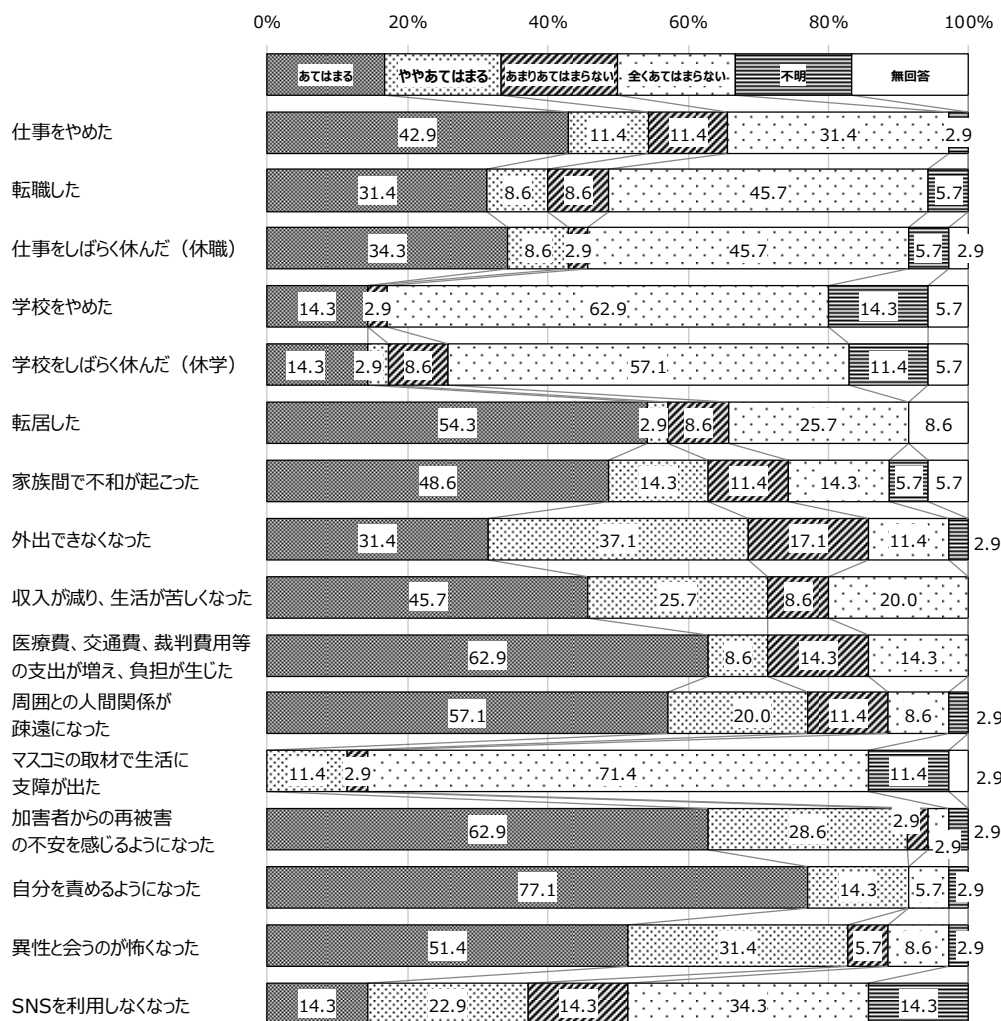 0% 20% 40% 60% 80% 100%
あてはまる ややあてはまる あまりあてはまらない 全くあてはまらない 不明 無回答
仕事をやめた 42.9 11.4 11.4 31.4 2.9
転職した 31.4 8.6 8.6 45.7 5.7
仕事をしばらく休んだ（休職） 34.3 8.6 2.9 45.7 5.7 2.9
学校をやめた 14.3 2.9 62.9 14.3 5.7
学校をしばらく休んだ（休学） 14.3 2.9 8.6 57.1 11.4 5.7
転居した 54.3 2.9 8.6 25.7 8.6
家族間で不和が起こった 48.6 14.3 11.4 14.3 5.7 5.7
外出できなくなった 31.4 37.1 17.1 11.4 2.9
収入が減り、生活が苦しくなった 45.7 25.7 8.6 20.0
医療費、交通費、裁判費用等
の支出が増え、負担が生じた 62.9 8.6 14.3 14.3
周囲との人間関係が
疎遠になった 57.1 20.0 11.4 8.6 2.9
マスコミの取材で生活に
支障が出た 11.4 2.9 71.4 11.4 2.9
加害者からの再被害
の不安を感じるようになった 62.9 28.6 2.9 2.9 2.9
自分を責めるようになった 77.1 14.3 5.7 2.9
異性と会うのが怖くなった 51.4 31.4 5.7 8.6 2.9
SNSを利用しなくなった 14.3 22.9 14.3 34.3 14.3